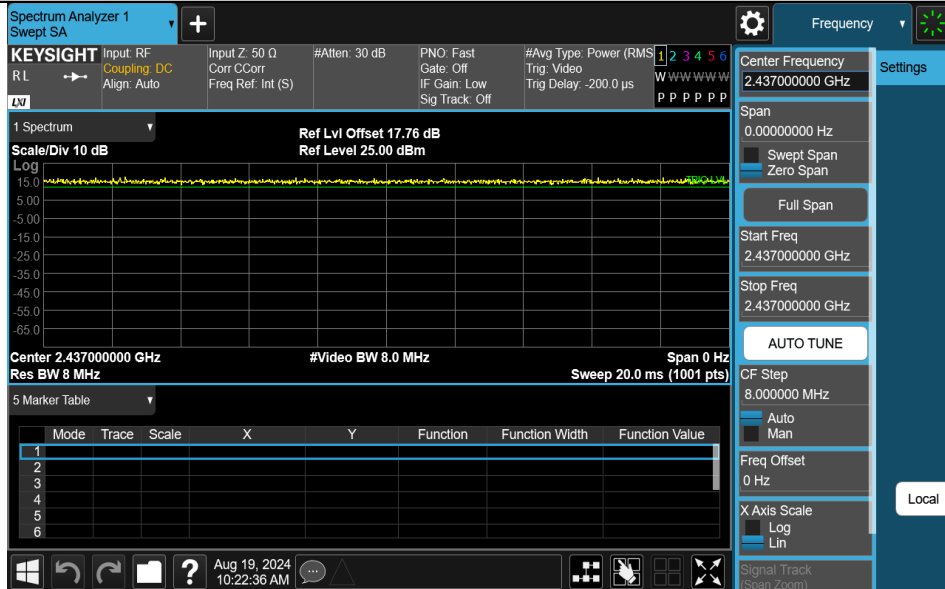 Spectrum Analyzer 1
Swept SA
Frequency
KEYSIGHT
R L
LXI
Input: RF
Coupling: DC
Align: Auto
Input Z: 50 Ω
Corr CCorr
Freq Ref: Int (S)
#Atten: 30 dB
PNO: Fast
Gate: Off
IF Gain: Low
Sig Track: Off
#Avg Type: Power (RMS
Trig: Video
Trig Delay: -200.0 µs
1 2 3 4 5 6
W W W W W W
P P P P P P
1 Spectrum
Scale/Div 10 dB
Ref Lvl Offset 17.76 dB
Ref Level 25.00 dBm
Log
15.0
5.00
-5.00
-15.0
-25.0
-35.0
-45.0
-55.0
-65.0
TRIG LVL
Center 2.437000000 GHz
#Video BW 8.0 MHz
Span 0 Hz
Res BW 8 MHz
Sweep 20.0 ms (1001 pts)
5 Marker Table
Mode Trace Scale X Y Function Function Width Function Value
1
2
3
4
5
6
Aug 19, 2024
10:22:36 AM
Center Frequency
2.437000000 GHz
Span
0.00000000 Hz
Swept Span
Zero Span
Full Span
Start Freq
2.437000000 GHz
Stop Freq
2.437000000 GHz
AUTO TUNE
CF Step
8.000000 MHz
Auto
Man
Freq Offset
0 Hz
X Axis Scale
Log
Lin
Signal Track
(Span Zoom)
Settings
Local